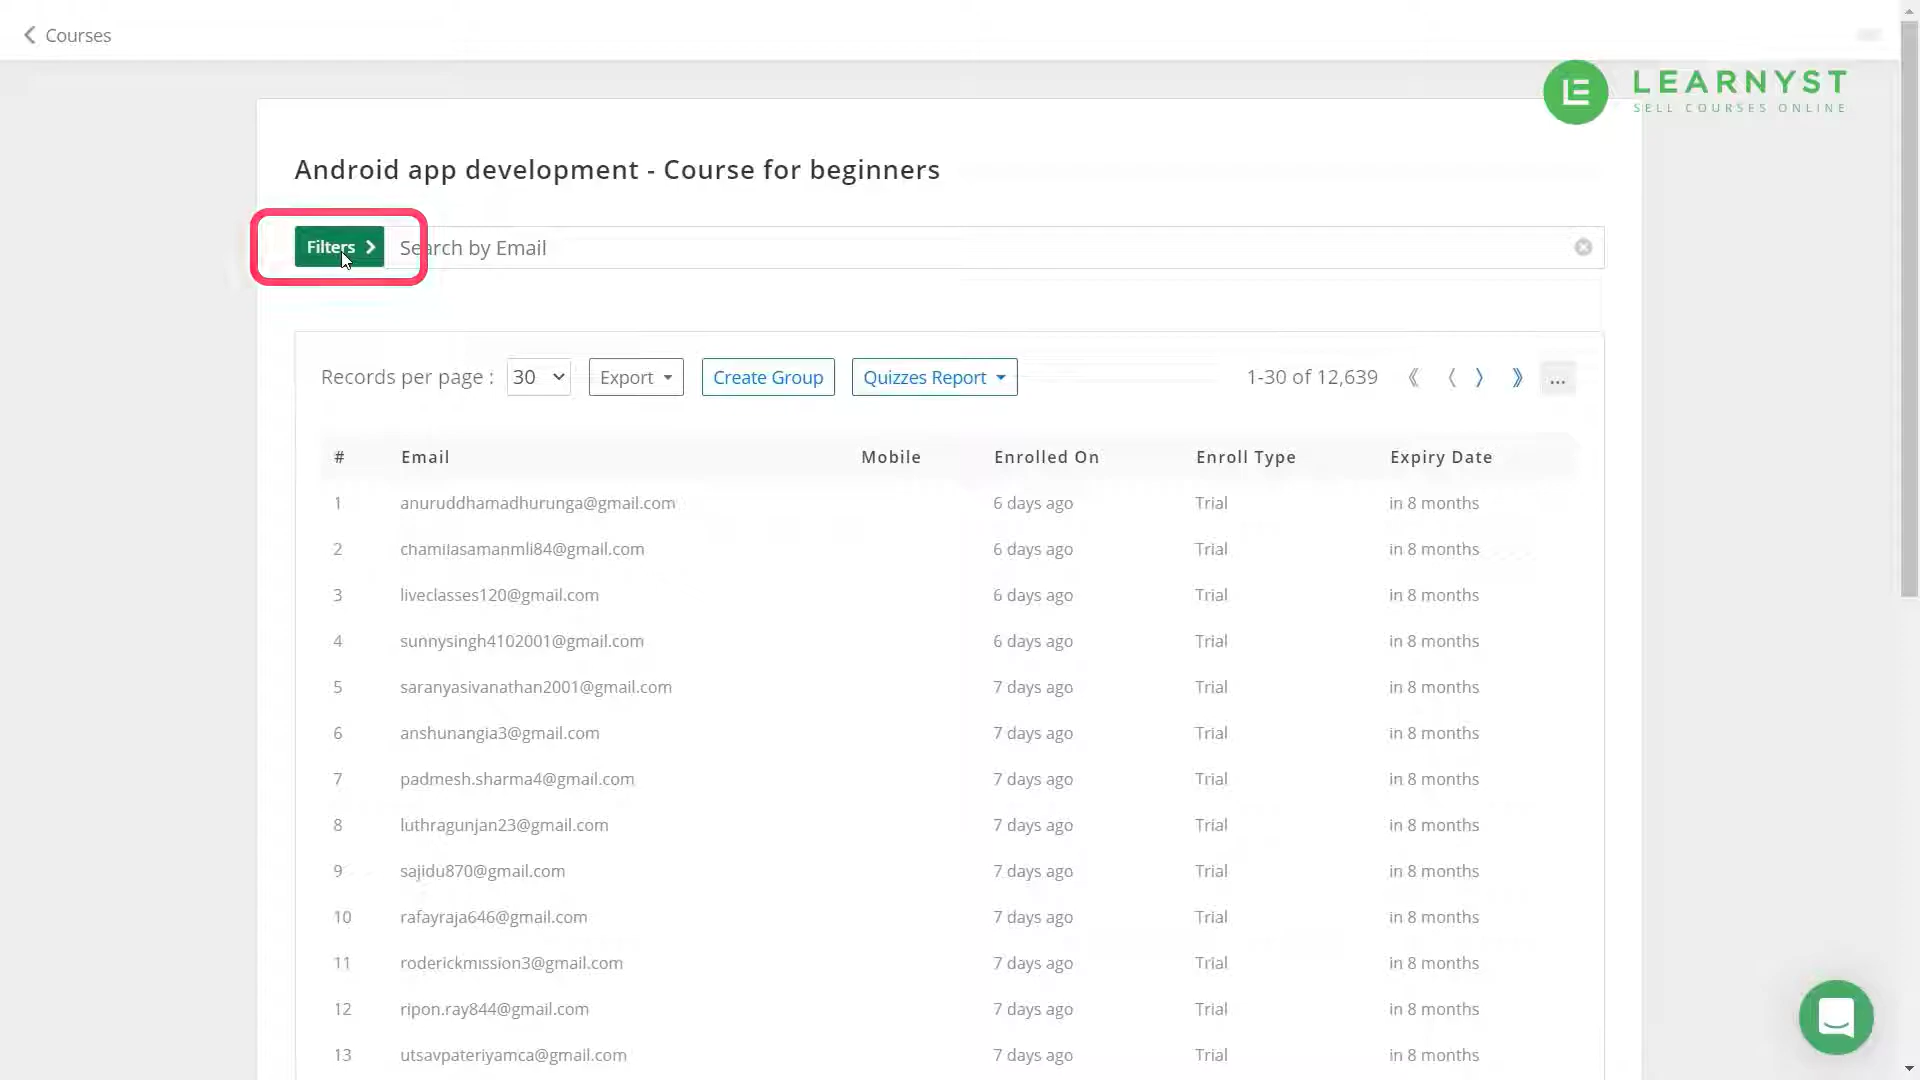 Courses
LEARNYST
SELL COURSES ONLINE
Android app development - Course for beginners
Filters Search by Email
Records per page : 30 Export Create Group Quizzes Report 1-30 of 12,639 ...
# Email Mobile Enrolled On Enroll Type Expiry Date
1 anuruddhamadhurunga@gmail.com 6 days ago Trial in 8 months
2 chamilasamanmli84@gmail.com 6 days ago Trial in 8 months
3 liveclasses120@gmail.com 6 days ago Trial in 8 months
4 sunnysingh4102001@gmail.com 6 days ago Trial in 8 months
5 saranyasivanathan2001@gmail.com 7 days ago Trial in 8 months
6 anshunangia3@gmail.com 7 days ago Trial in 8 months
7 padmesh.sharma4@gmail.com 7 days ago Trial in 8 months
8 luthragunjan23@gmail.com 7 days ago Trial in 8 months
9 sajidu870@gmail.com 7 days ago Trial in 8 months
10 rafayraja646@gmail.com 7 days ago Trial in 8 months
11 roderickmission3@gmail.com 7 days ago Trial in 8 months
12 ripon.ray844@gmail.com 7 days ago Trial in 8 months
13 utsavpateriyamca@gmail.com 7 days ago Trial in 8 months